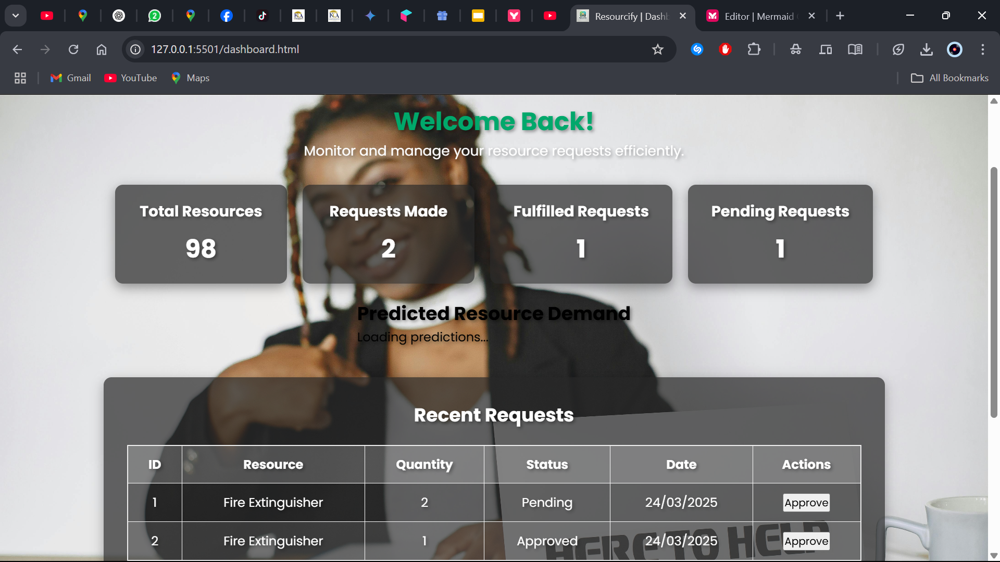 2
Resourcify | Dash
Editor | Mermaid
127.0.0.1:5501/dashboard.html
Gmail YouTube Maps All Bookmarks
Welcome Back!
Monitor and manage your resource requests efficiently.
Total Resources Requests Made Fulfilled Requests Pending Requests
98 2 1 1
Predicted Resource Demand
Loading predictions...
Recent Requests
ID Resource Quantity Status Date Actions
1 Fire Extinguisher 2 Pending 24/03/2025 Approve
2 Fire Extinguisher 1 Approved 24/03/2025 Approve
HERE TO HELP